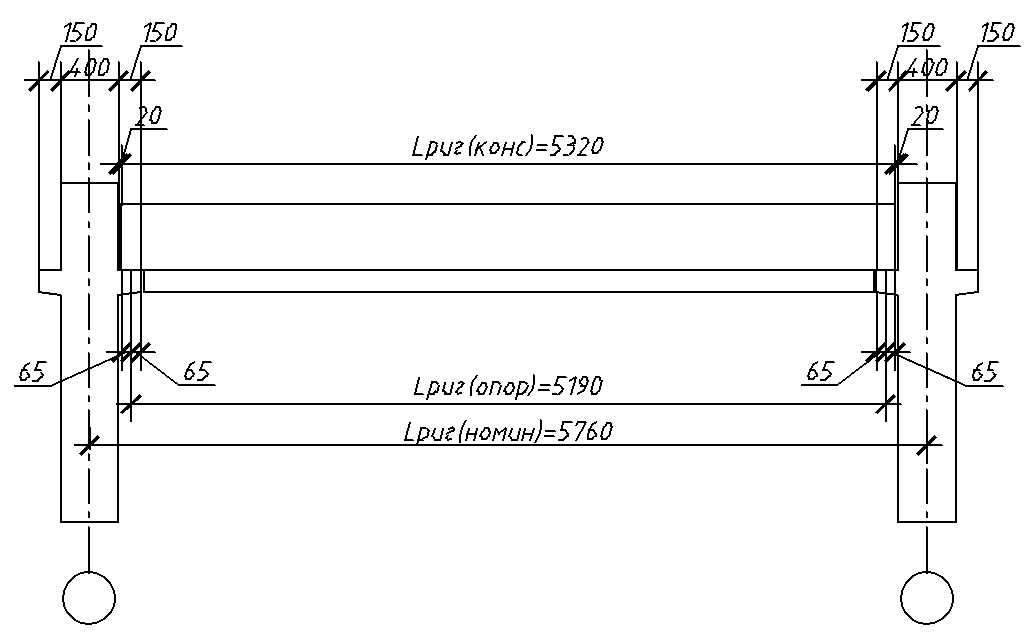 150 150 150 150
400 400
20 20
Lриг(конс)=5320
65 65 65 65
Lриг(опор)=5190
Lриг(номин)=5760